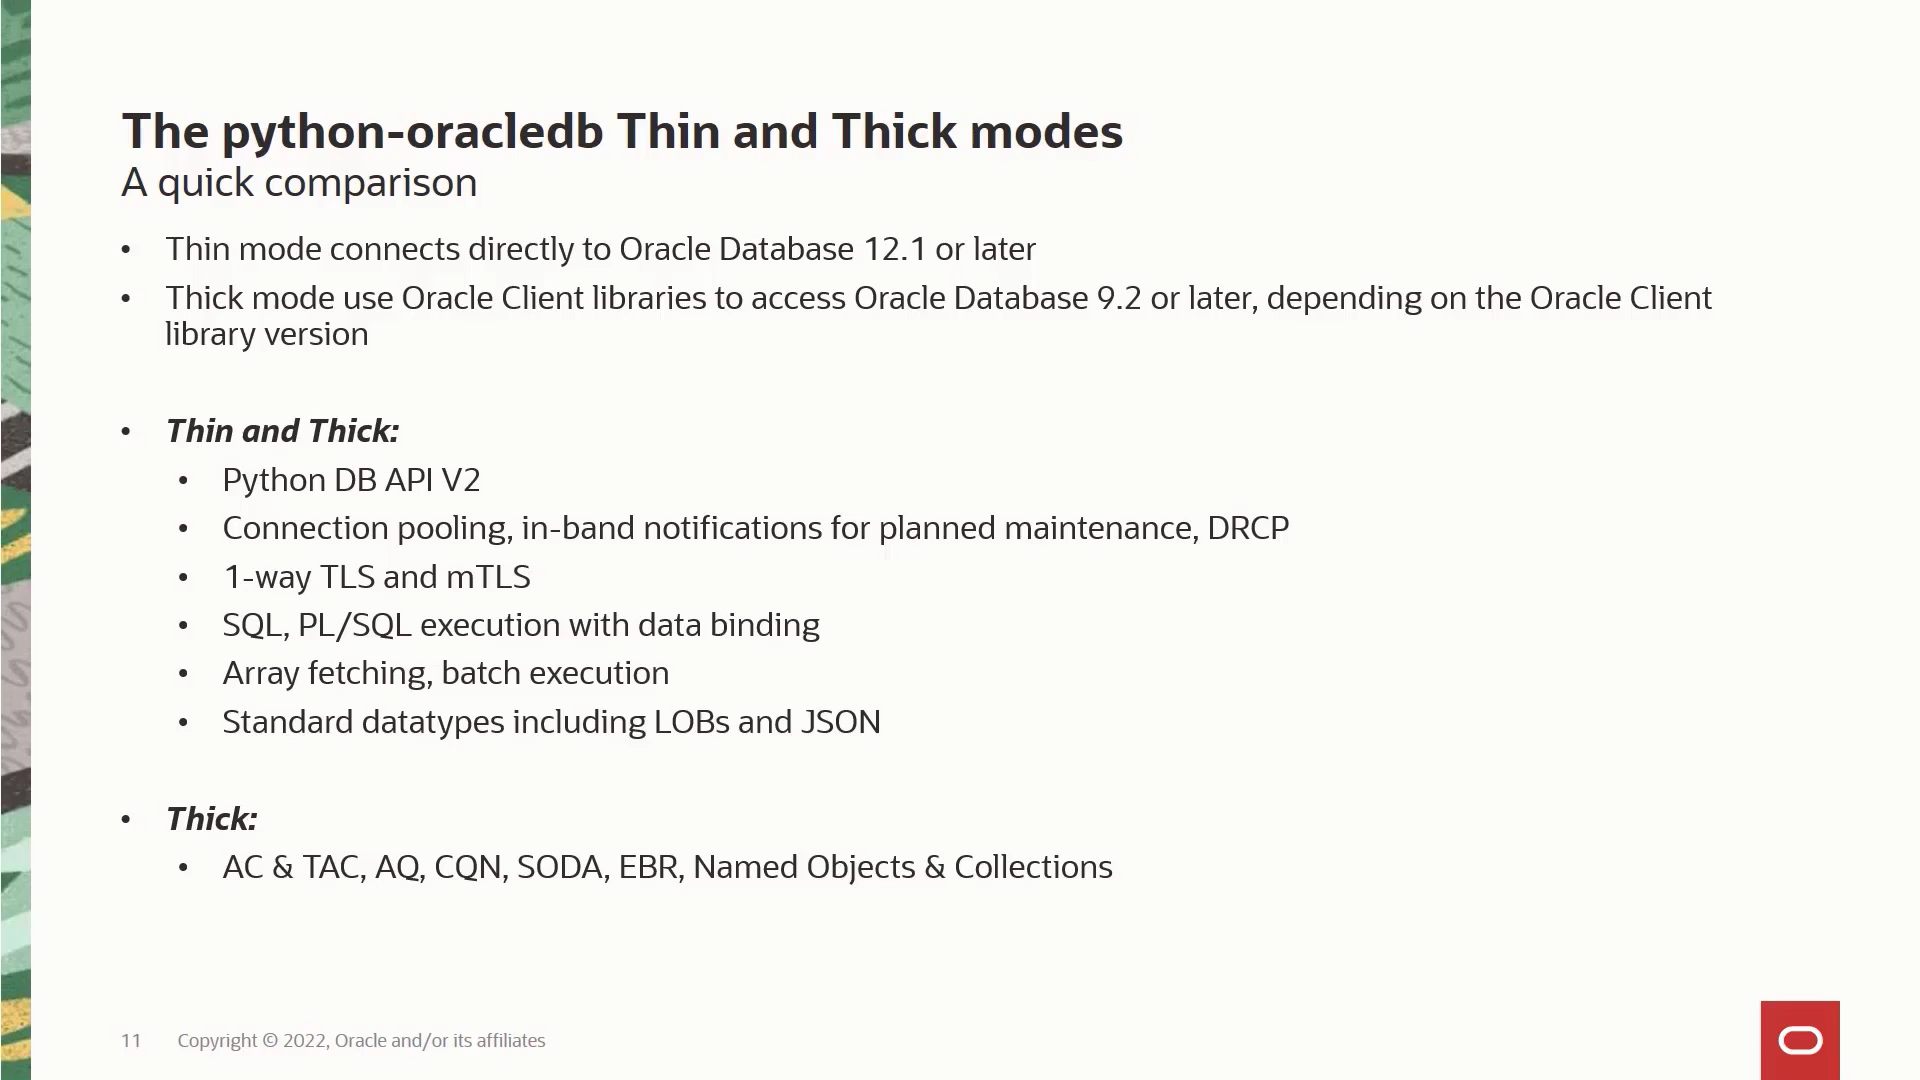 The python-oracledb Thin and Thick modes
A quick comparison
• Thin mode connects directly to Oracle Database 12.1 or later
• Thick mode use Oracle Client libraries to access Oracle Database 9.2 or later, depending on the Oracle Client
library version
• Thin and Thick:
• Python DB API V2
• Connection pooling, in-band notifications for planned maintenance, DRCP
• 1-way TLS and mTLS
• SQL, PL/SQL execution with data binding
• Array fetching, batch execution
• Standard datatypes including LOBs and JSON
• Thick:
• AC & TAC, AQ, CQN, SODA, EBR, Named Objects & Collections
11 Copyright © 2022, Oracle and/or its affiliates